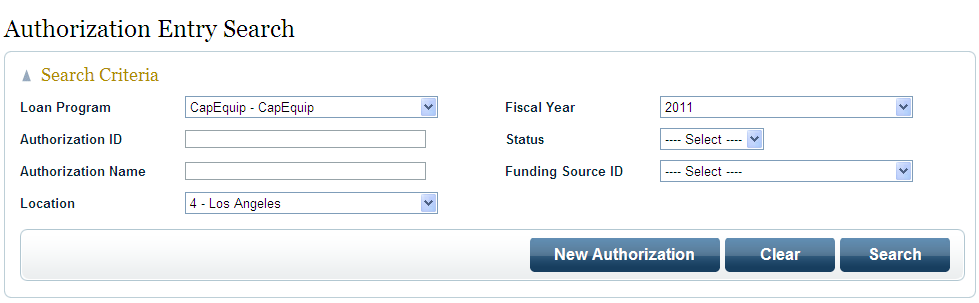 Authorization Entry Search
Search Criteria
Loan Program CapEquip - CapEquip Fiscal Year 2011
Authorization ID Status ---- Select ----
Authorization Name Funding Source ID ---- Select ----
Location 4 - Los Angeles
New Authorization Clear Search